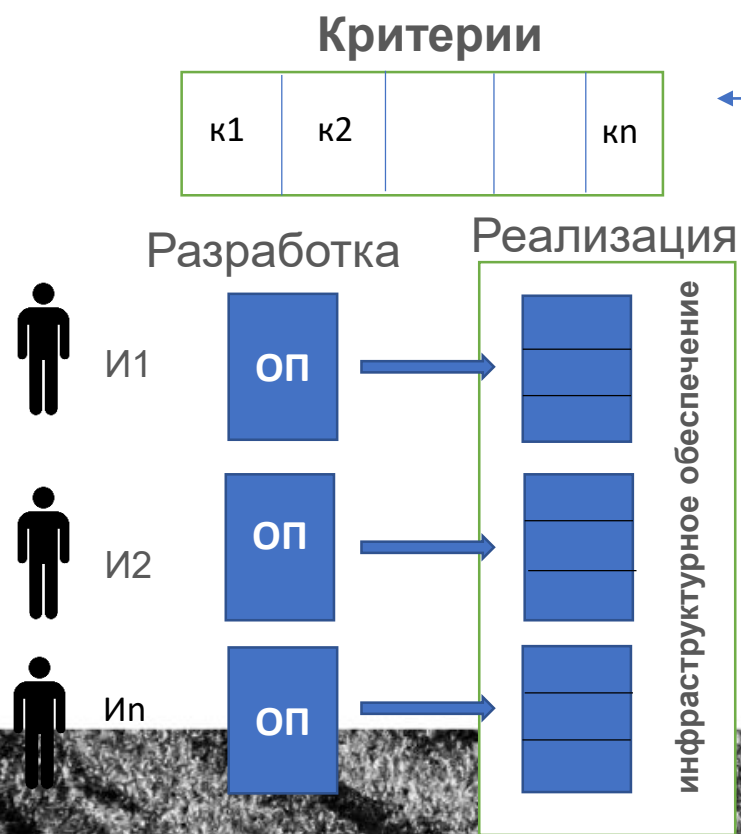 Критерии
к1 к2 кn
Разработка Реализация
И1 ОП
И2 ОП
Иn ОП
инфраструктурное обеспечение